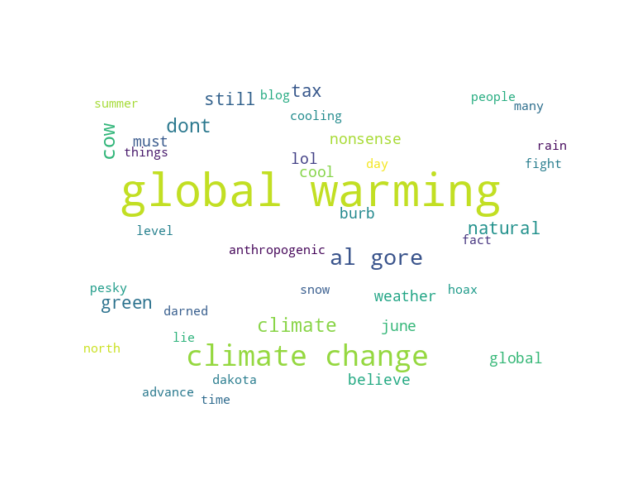 tax
still
blog
summer
people
many
cooling
dont
cow
must
nonsense
rain
things
lol
day
fight
cool
global warming
burb
level
natural
fact
anthropogenic
al gore
pesky
snow
weather
hoax
green
darned
climate
june
lie
north
climate change
global
dakota
believe
advance
time